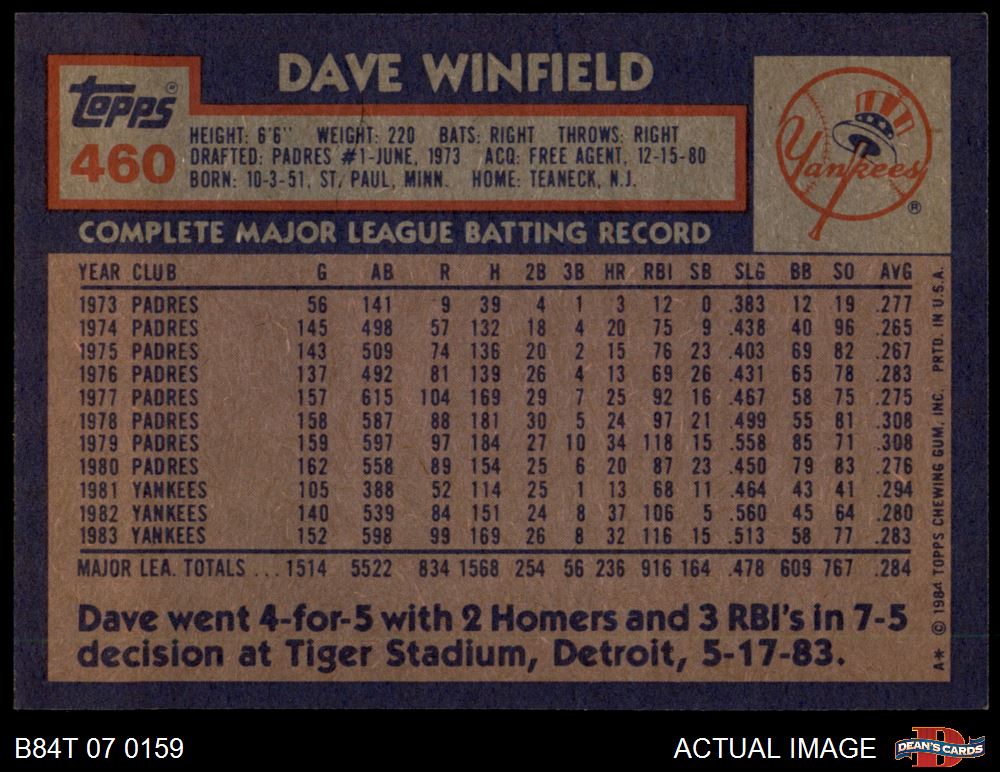 DAVE WINFIELD
Topps®
460
HEIGHT: 6'6" WEIGHT: 220 BATS: RIGHT THROWS: RIGHT
DRAFTED: PADRES #1-JUNE, 1973 ACQ: FREE AGENT, 12-15-80
BORN: 10-3-51, ST. PAUL, MINN. HOME: TEANECK, N.J.
Yankees ®
COMPLETE MAJOR LEAGUE BATTING RECORD
YEAR CLUB G AB R H 2B 3B HR RBI SB SLG BB SO AVG
1973 PADRES 56 141 9 39 4 1 3 12 0 .383 12 19 .277
1974 PADRES 145 498 57 132 18 4 20 75 9 .438 40 96 .265
1975 PADRES 143 509 74 136 20 2 15 76 23 .403 69 82 .267
1976 PADRES 137 492 81 139 26 4 13 69 26 .431 65 78 .283
1977 PADRES 157 615 104 169 29 7 25 92 16 .467 58 75 .275
1978 PADRES 158 587 88 181 30 5 24 97 21 .499 55 81 .308
1979 PADRES 159 597 97 184 27 10 34 118 15 .558 85 71 .308
1980 PADRES 162 558 89 154 25 6 20 87 23 .450 79 83 .276
1981 YANKEES 105 388 52 114 25 1 13 68 11 .464 43 41 .294
1982 YANKEES 140 539 84 151 24 8 37 106 5 .560 45 64 .280
1983 YANKEES 152 598 99 169 26 8 32 116 15 .513 58 77 .283
MAJOR LEA. TOTALS ... 1514 5522 834 1568 254 56 236 916 164 .478 609 767 .284
Dave went 4-for-5 with 2 Homers and 3 RBI's in 7-5
decision at Tiger Stadium, Detroit, 5-17-83.
A* © 1984 TOPPS CHEWING GUM, INC. PRTD. IN U.S.A.
B84T 07 0159
ACTUAL IMAGE
DEAN'S CARDS